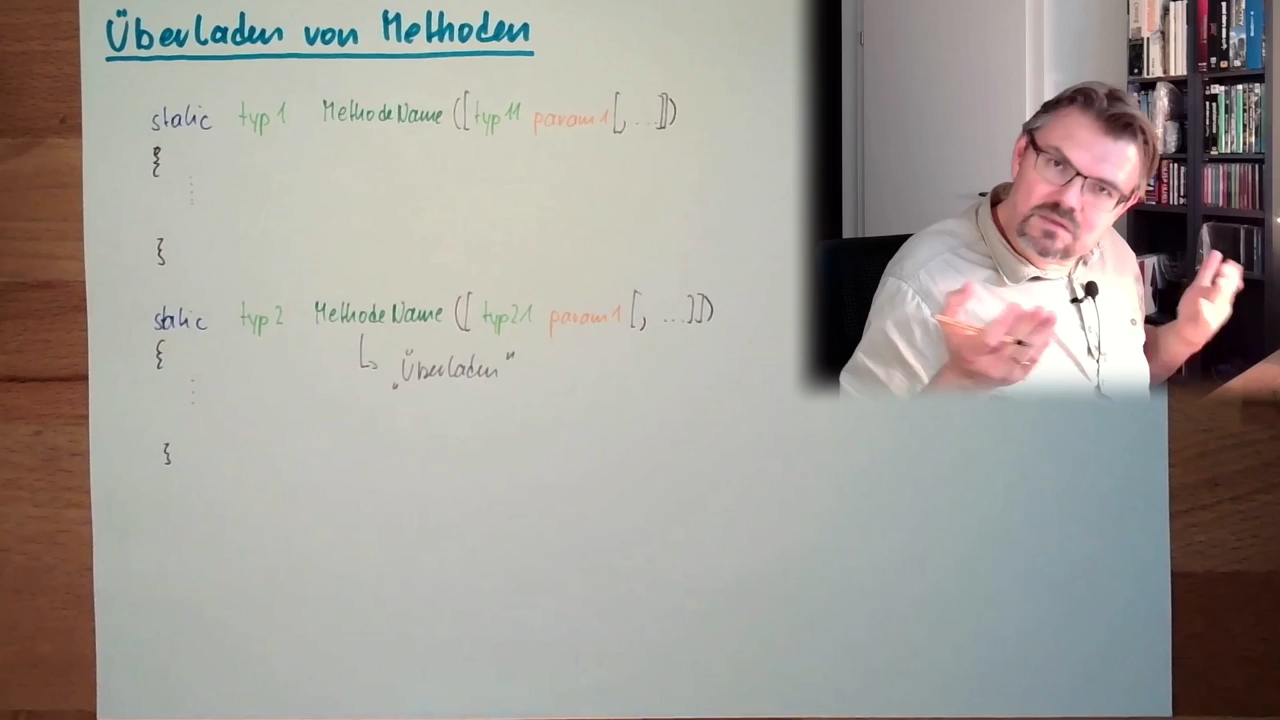 Überladen von Methoden
static typ1 MethodeName ([typ11 param1[, ...]])
{
}
static typ2 MethodeName ([typ21 param1[, ...]])
{
„Überladen"
}